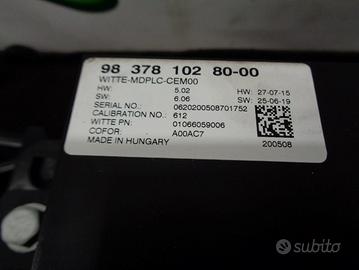 98 378 102 80-00
WITTE-MDPLC-CEM00
HW: 5.02 HW: 27-07-15
SW: 6.06 SW: 25-06-19
SERIAL NO.: 0620200508701752
CALIBRATION NO.: 612
WITTE PN: 01066059006
COFOR: A00AC7
MADE IN HUNGARY 200508
subito